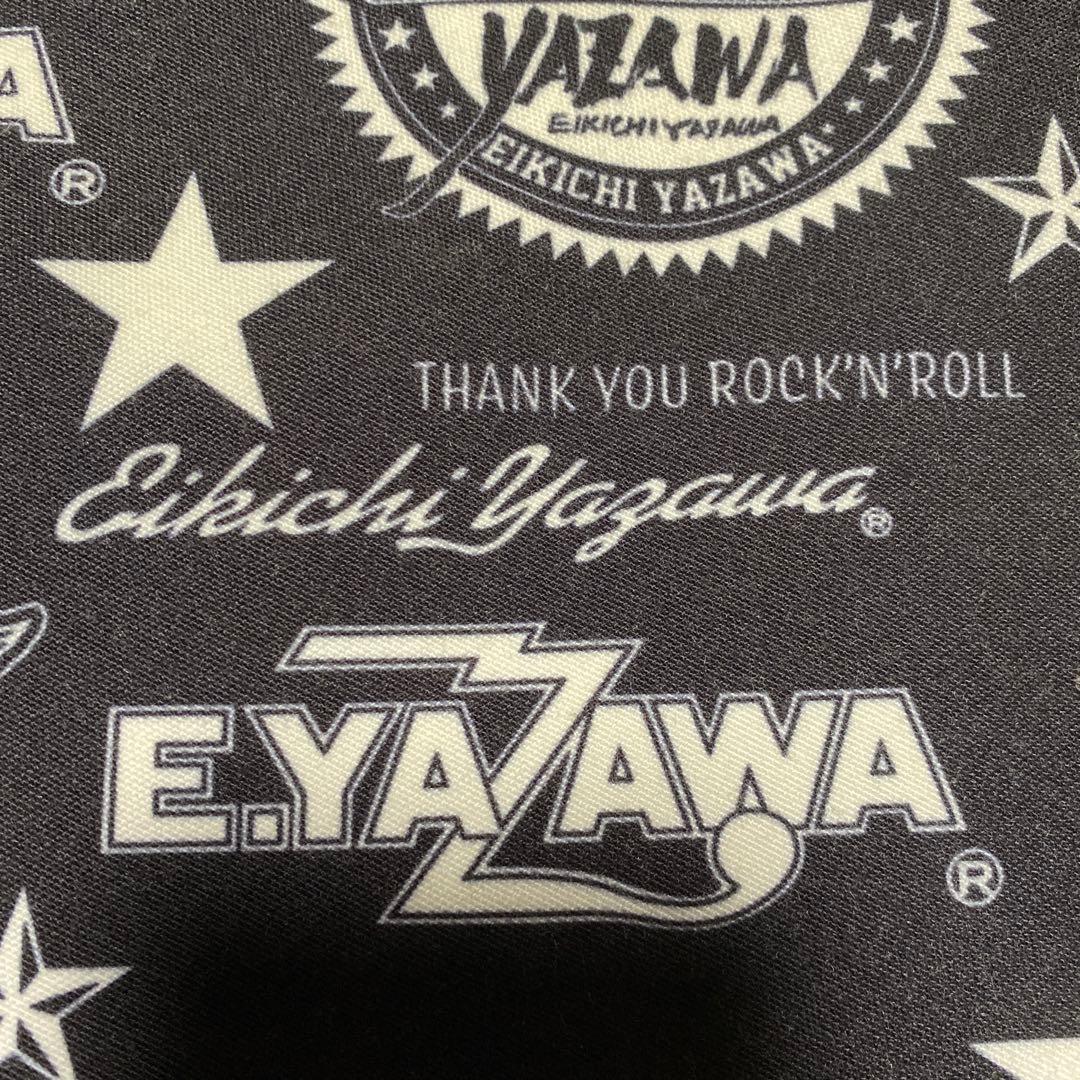 YAZAWA
EIKICHI YAZAWA
EIKICHI YAZAWA
A®
THANK YOU ROCK'N'ROLL
Eikichi Yazawa®
E.YAZAWA®